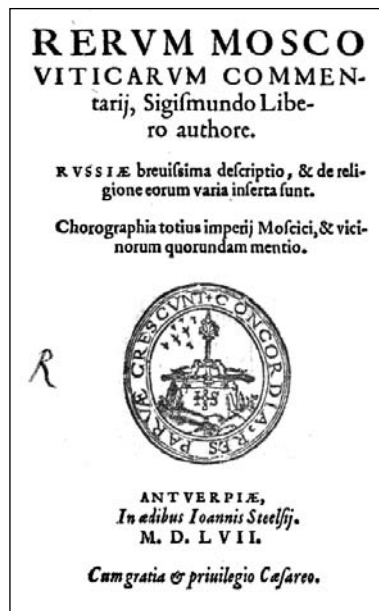 RERVM MOSCO
VITICARVM COMMEN-
tarij, Sigiſmundo Libe-
ro authore.
RVSSIÆ breuiſsima deſcriptio, & de reli-
gione eorum varia inſerta ſunt.
Chorographia totius imperij Moſcici, & vici-
norum quorundam mentio.
CONCORDIA RES PARVÆ CRESCVNT
R
ANTVERPIÆ,
In ædibus Ioannis Steelſij.
M. D. LVII.
Cum gratia & priuilegio Cæſareo.